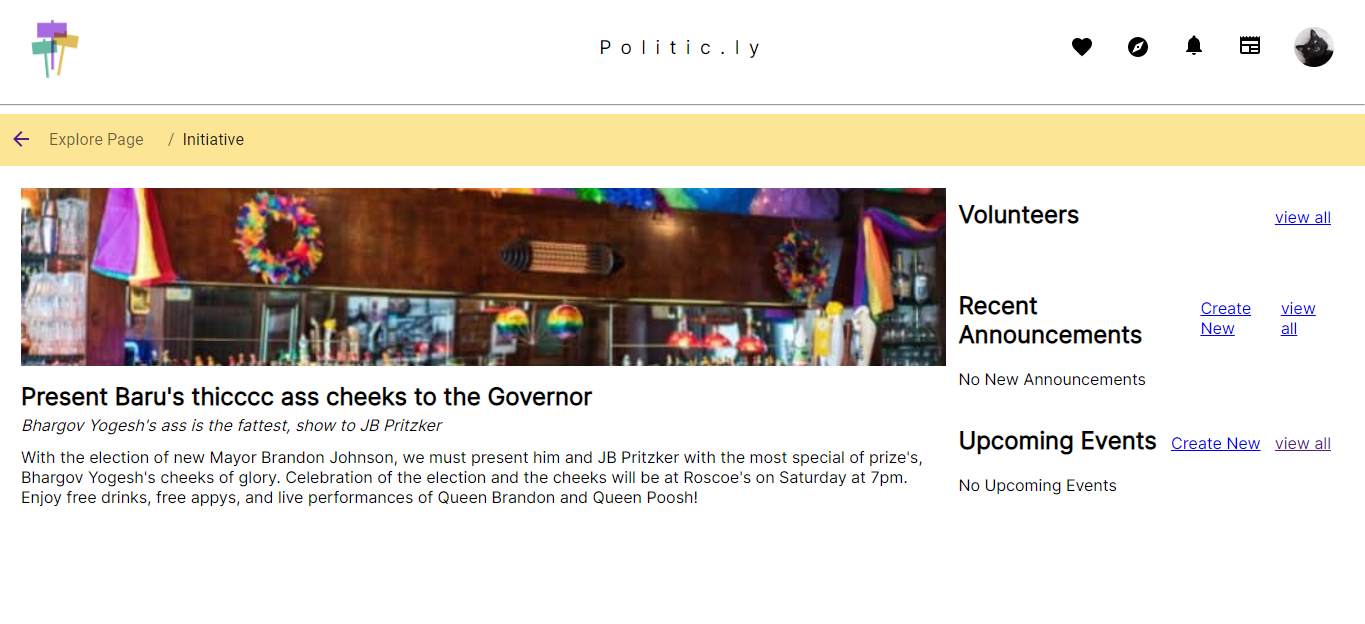 Politic.ly
Explore Page / Initiative
Present Baru's thicccc ass cheeks to the Governor
Bhargov Yogesh's ass is the fattest, show to JB Pritzker
With the election of new Mayor Brandon Johnson, we must present him and JB Pritzker with the most special of prize's,
Bhargov Yogesh's cheeks of glory. Celebration of the election and the cheeks will be at Roscoe's on Saturday at 7pm.
Enjoy free drinks, free appys, and live performances of Queen Brandon and Queen Poosh!
Volunteers view all
Recent
Announcements
Create
New
view
all
No New Announcements
Upcoming Events Create New view all
No Upcoming Events